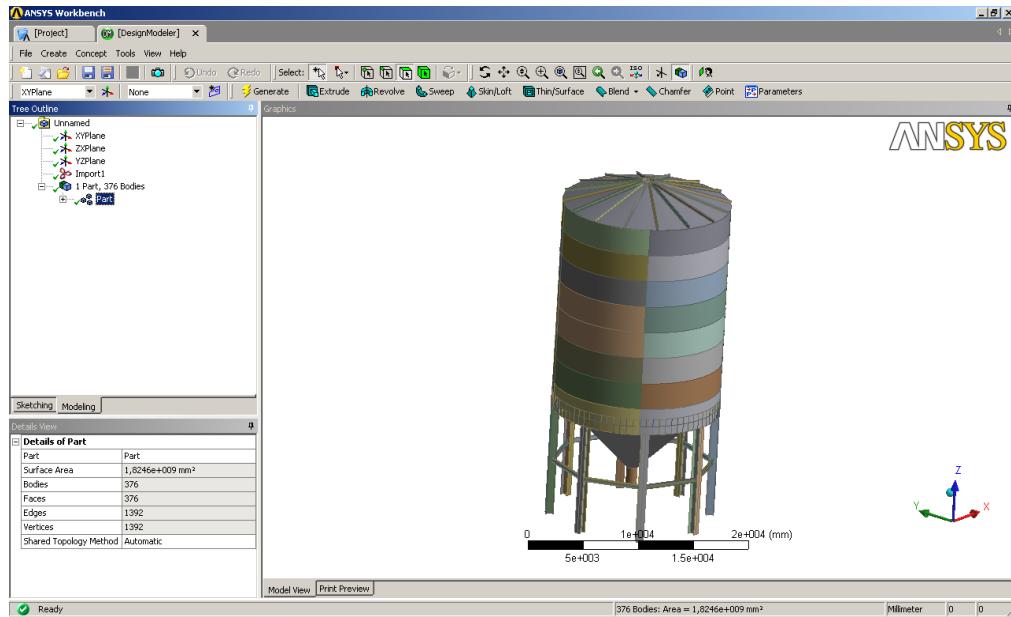 ANSYS Workbench
[Project] [DesignModeler]
File Create Concept Tools View Help
Undo Redo Select: ISO
XYPlane None Generate Extrude Revolve Sweep Skin/Loft Thin/Surface Blend Chamfer Point Parameters
Tree Outline
Unnamed
XYPlane
ZXPlane
YZPlane
Import1
1 Part, 376 Bodies
Part
Sketching Modeling
Details View
Details of Part
Part Part
Surface Area 1,8246e+009 mm²
Bodies 376
Faces 376
Edges 1392
Vertices 1392
Shared Topology Method Automatic
Graphics
ANSYS
Z
Y X
0 1e+004 2e+004 (mm)
5e+003 1.5e+004
Model View Print Preview
Ready 376 Bodies: Area = 1,8246e+009 mm² Millimeter 0 0